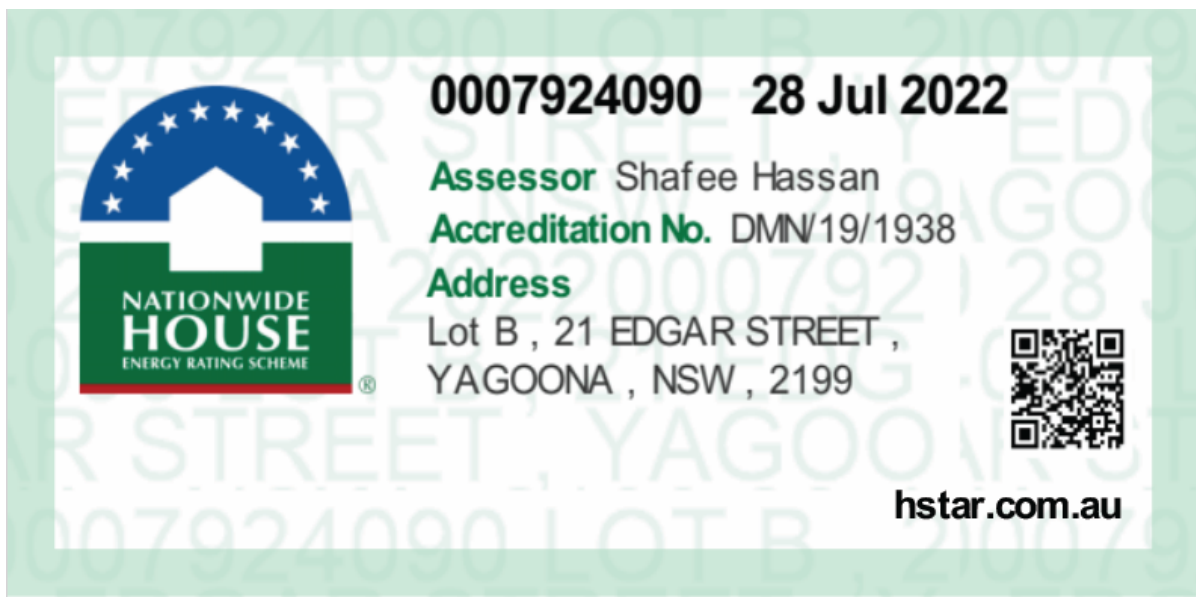 0007924090 28 Jul 2022
Assessor Shafee Hassan
Accreditation No. DMN/19/1938
Address
Lot B , 21 EDGAR STREET ,
YAGOONA , NSW , 2199
NATIONWIDE
HOUSE
ENERGY RATING SCHEME
®
hstar.com.au